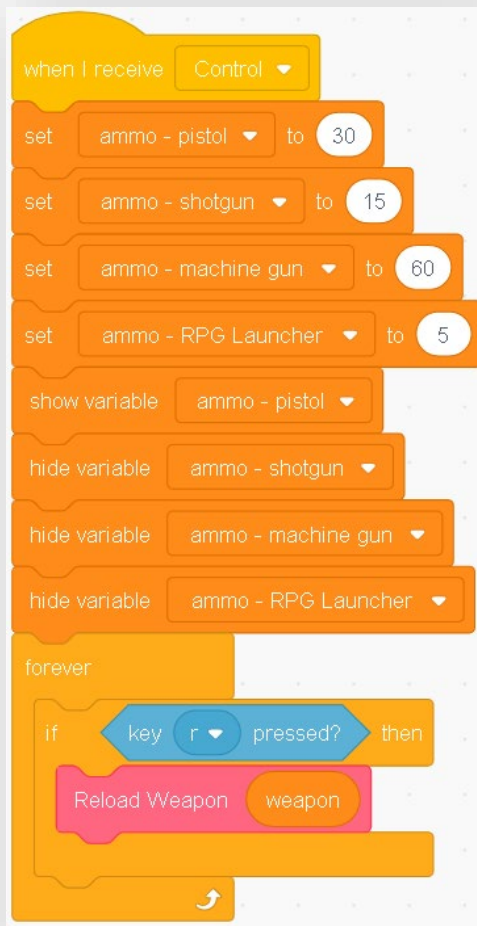 when I receive Control
set ammo - pistol to 30
set ammo - shotgun to 15
set ammo - machine gun to 60
set ammo - RPG Launcher to 5
show variable ammo - pistol
hide variable ammo - shotgun
hide variable ammo - machine gun
hide variable ammo - RPG Launcher
forever
if key r pressed? then
Reload Weapon weapon